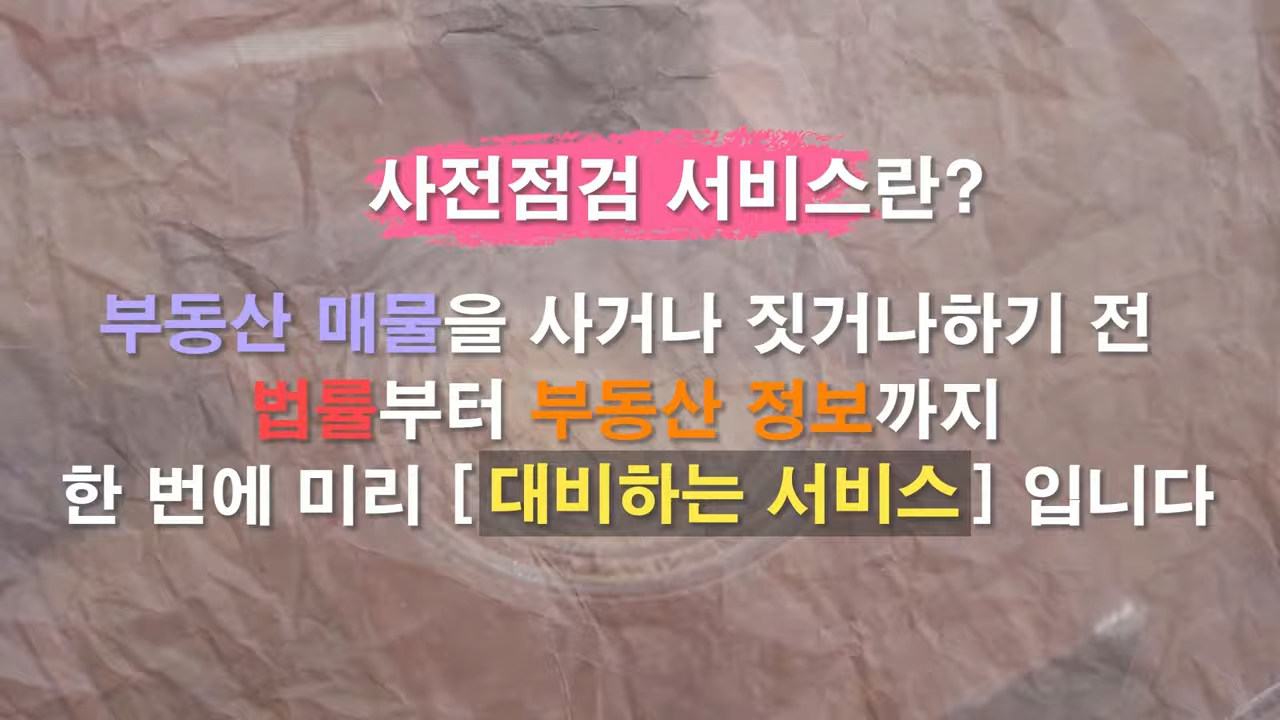 사전점검 서비스란?
부동산 매물을 사거나 짓거나하기 전
법률부터 부동산 정보까지
한 번에 미리 [대비하는 서비스] 입니다